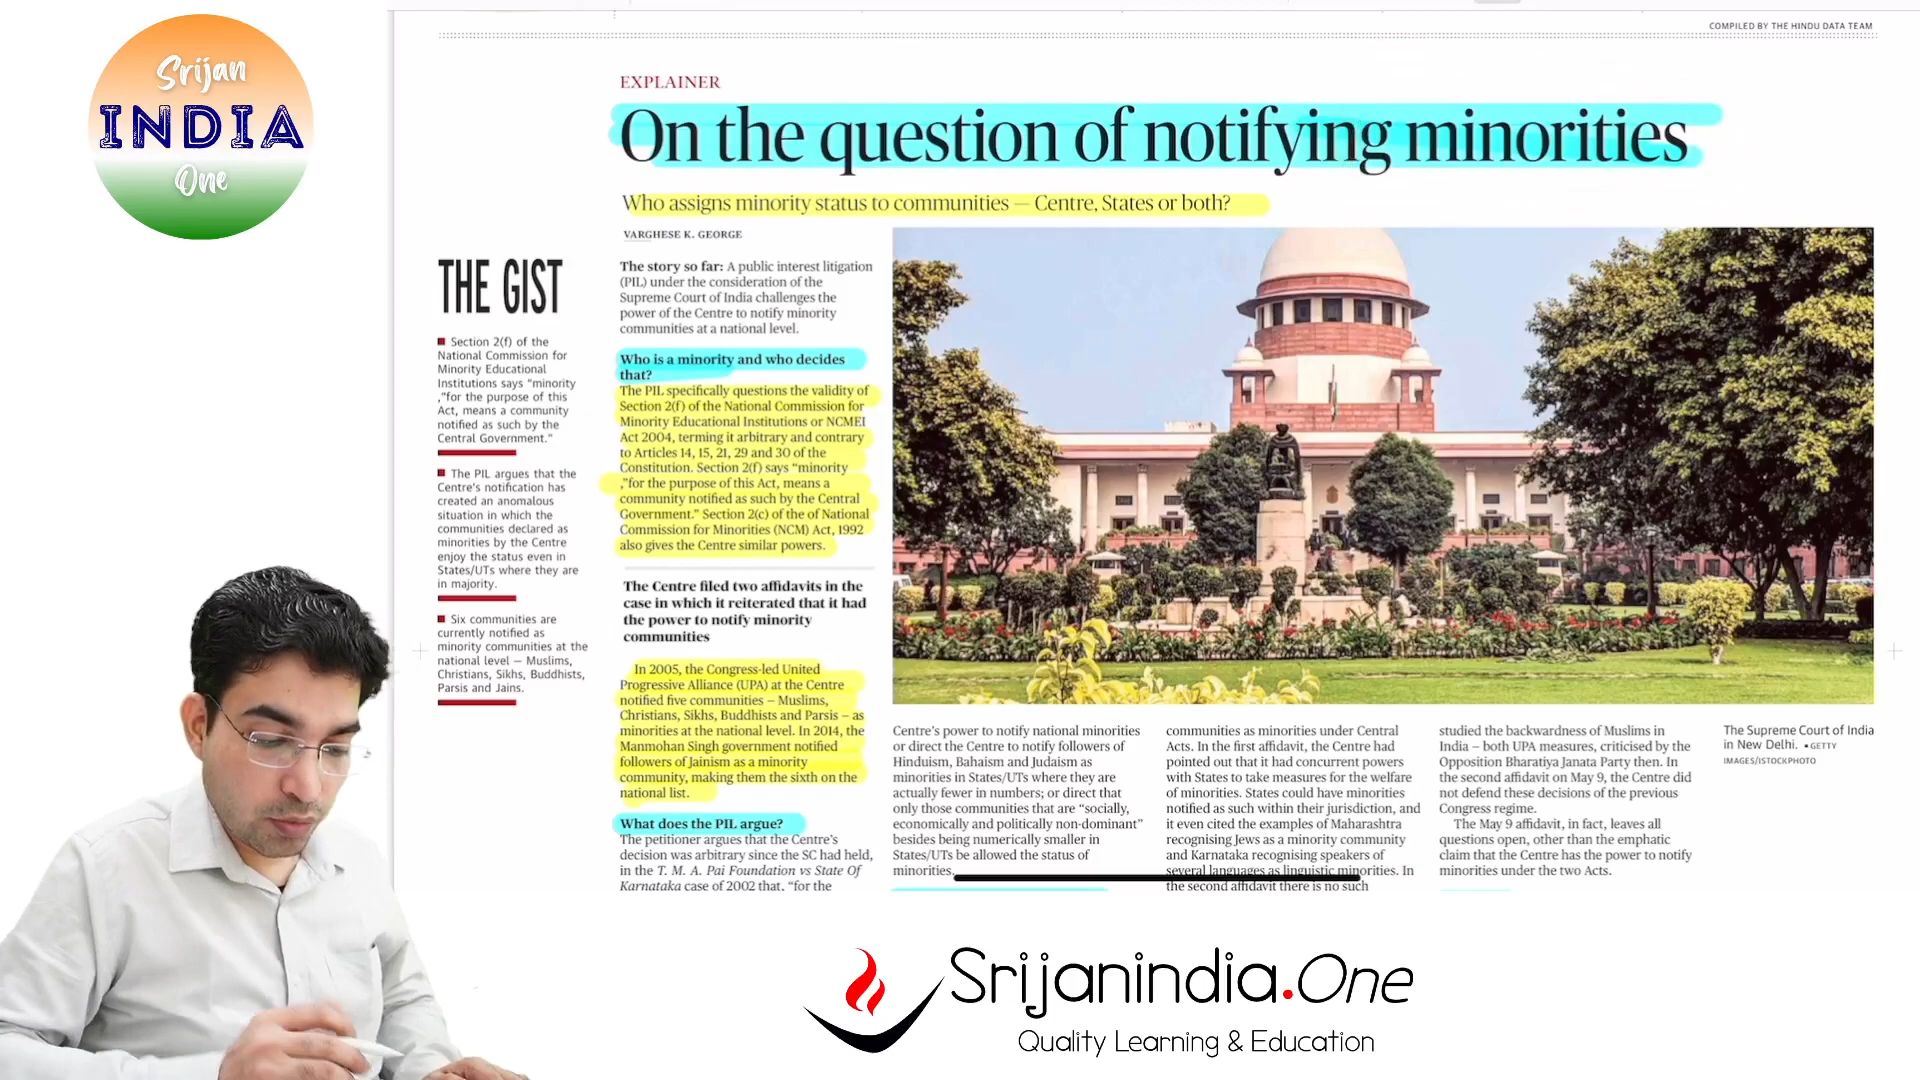 Srijan
INDIA
One
COMPILED BY THE HINDU DATA TEAM
EXPLAINER
On the question of notifying minorities
Who assigns minority status to communities — Centre, States or both?
VARGHESE K. GEORGE
THE GIST
Section 2(f) of the
National Commission for
Minority Educational
Institutions says “minority
,”for the purpose of this
Act, means a community
notified as such by the
Central Government.”
The PIL argues that the
Centre’s notification has
created an anomalous
situation in which the
communities declared as
minorities by the Centre
enjoy the status even in
States/UTs where they are
in majority.
Six communities are
currently notified as
minority communities at the
national level — Muslims,
Christians, Sikhs, Buddhists,
Parsis and Jains.
The story so far: A public interest litigation
(PIL) under the consideration of the
Supreme Court of India challenges the
power of the Centre to notify minority
communities at a national level.
Who is a minority and who decides
that?
The PIL specifically questions the validity of
Section 2(f) of the National Commission for
Minority Educational Institutions or NCMEI
Act 2004, terming it arbitrary and contrary
to Articles 14, 15, 21, 29 and 30 of the
Constitution. Section 2(f) says “minority
,”for the purpose of this Act, means a
community notified as such by the Central
Government.” Section 2(c) of the of National
Commission for Minorities (NCM) Act, 1992
also gives the Centre similar powers.
The Centre filed two affidavits in the
case in which it reiterated that it had
the power to notify minority
communities
In 2005, the Congress-led United
Progressive Alliance (UPA) at the Centre
notified five communities — Muslims,
Christians, Sikhs, Buddhists and Parsis — as
minorities at the national level. In 2014, the
Manmohan Singh government notified
followers of Jainism as a minority
community, making them the sixth on the
national list.
What does the PIL argue?
The petitioner argues that the Centre’s
decision was arbitrary since the SC had held,
in the T. M. A. Pai Foundation vs State Of
Karnataka case of 2002 that, “for the
Centre’s power to notify national minorities
or direct the Centre to notify followers of
Hinduism, Bahaism and Judaism as
minorities in States/UTs where they are
actually fewer in numbers; or direct that
only those communities that are “socially,
economically and politically non-dominant”
besides being numerically smaller in
States/UTs be allowed the status of
minorities.
communities as minorities under Central
Acts. In the first affidavit, the Centre had
pointed out that it had concurrent powers
with States to take measures for the welfare
of minorities. States could have minorities
notified as such within their jurisdiction, and
it even cited the examples of Maharashtra
recognising Jews as a minority community
and Karnataka recognising speakers of
several languages as linguistic minorities. In
the second affidavit there is no such
studied the backwardness of Muslims in
India — both UPA measures, criticised by the
Opposition Bharatiya Janata Party then. In
the second affidavit on May 9, the Centre did
not defend these decisions of the previous
Congress regime.
The May 9 affidavit, in fact, leaves all
questions open, other than the emphatic
claim that the Centre has the power to notify
minorities under the two Acts.
The Supreme Court of India
in New Delhi. • GETTY
IMAGES/ISTOCKPHOTO
Srijanindia.One
Quality Learning & Education